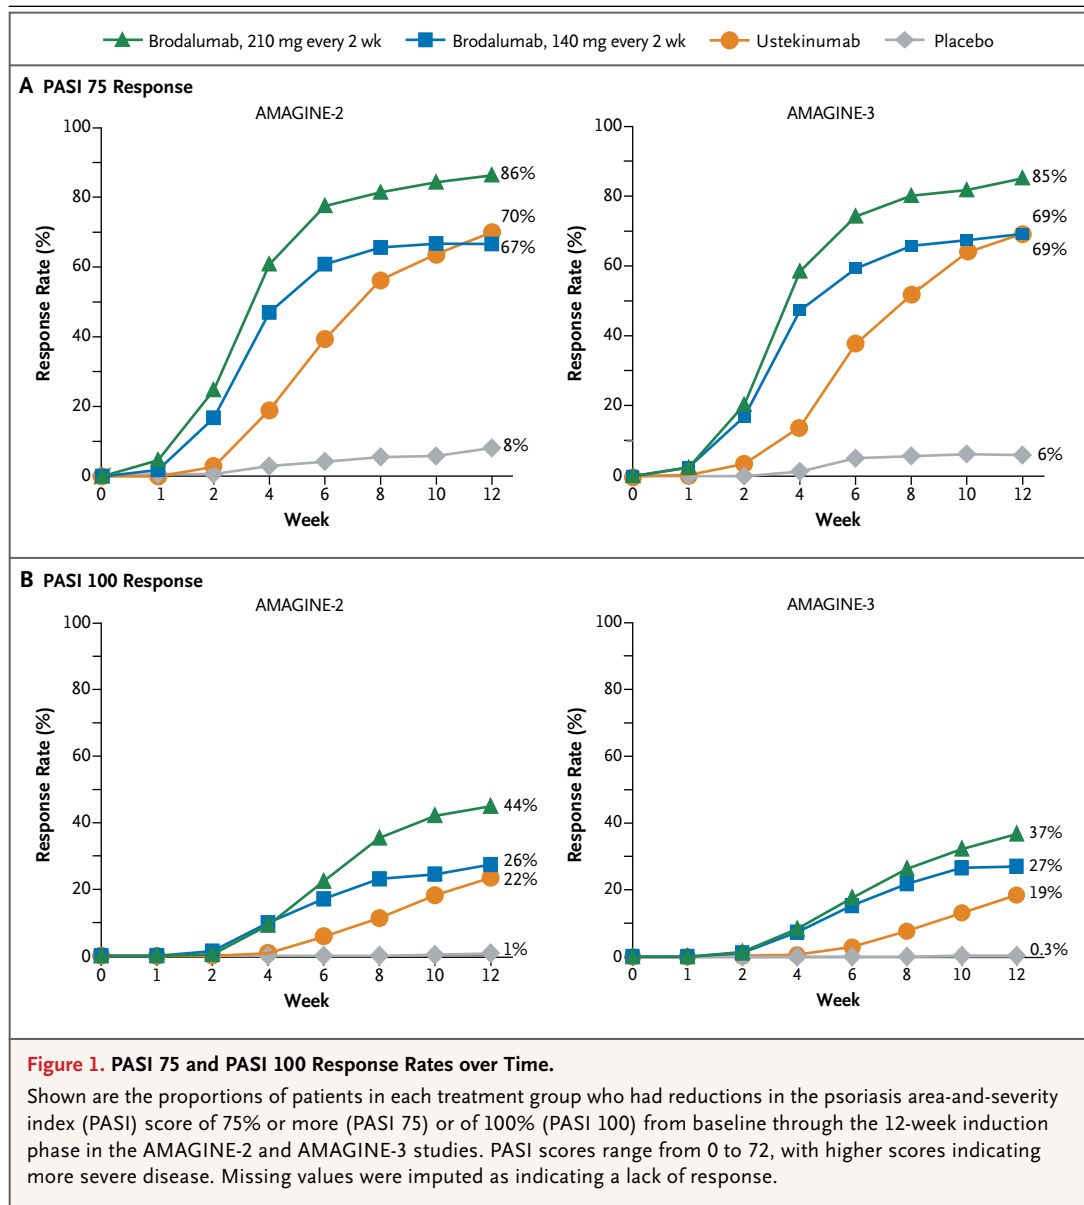 Brodalumab, 210 mg every 2 wk Brodalumab, 140 mg every 2 wk Ustekinumab Placebo
A PASI 75 Response
AMAGINE-2
100
80
60
40
20
0
Response Rate (%)
86%
70%
67%
8%
0 1 2 4 6 8 10 12
Week
AMAGINE-3
100
80
60
40
20
0
Response Rate (%)
85%
69%
69%
6%
0 1 2 4 6 8 10 12
Week
B PASI 100 Response
AMAGINE-2
100
80
60
40
20
0
Response Rate (%)
44%
26%
22%
1%
0 1 2 4 6 8 10 12
Week
AMAGINE-3
100
80
60
40
20
0
Response Rate (%)
37%
27%
19%
0.3%
0 1 2 4 6 8 10 12
Week
Figure 1. PASI 75 and PASI 100 Response Rates over Time.
Shown are the proportions of patients in each treatment group who had reductions in the psoriasis area-and-severity
index (PASI) score of 75% or more (PASI 75) or of 100% (PASI 100) from baseline through the 12-week induction
phase in the AMAGINE-2 and AMAGINE-3 studies. PASI scores range from 0 to 72, with higher scores indicating
more severe disease. Missing values were imputed as indicating a lack of response.